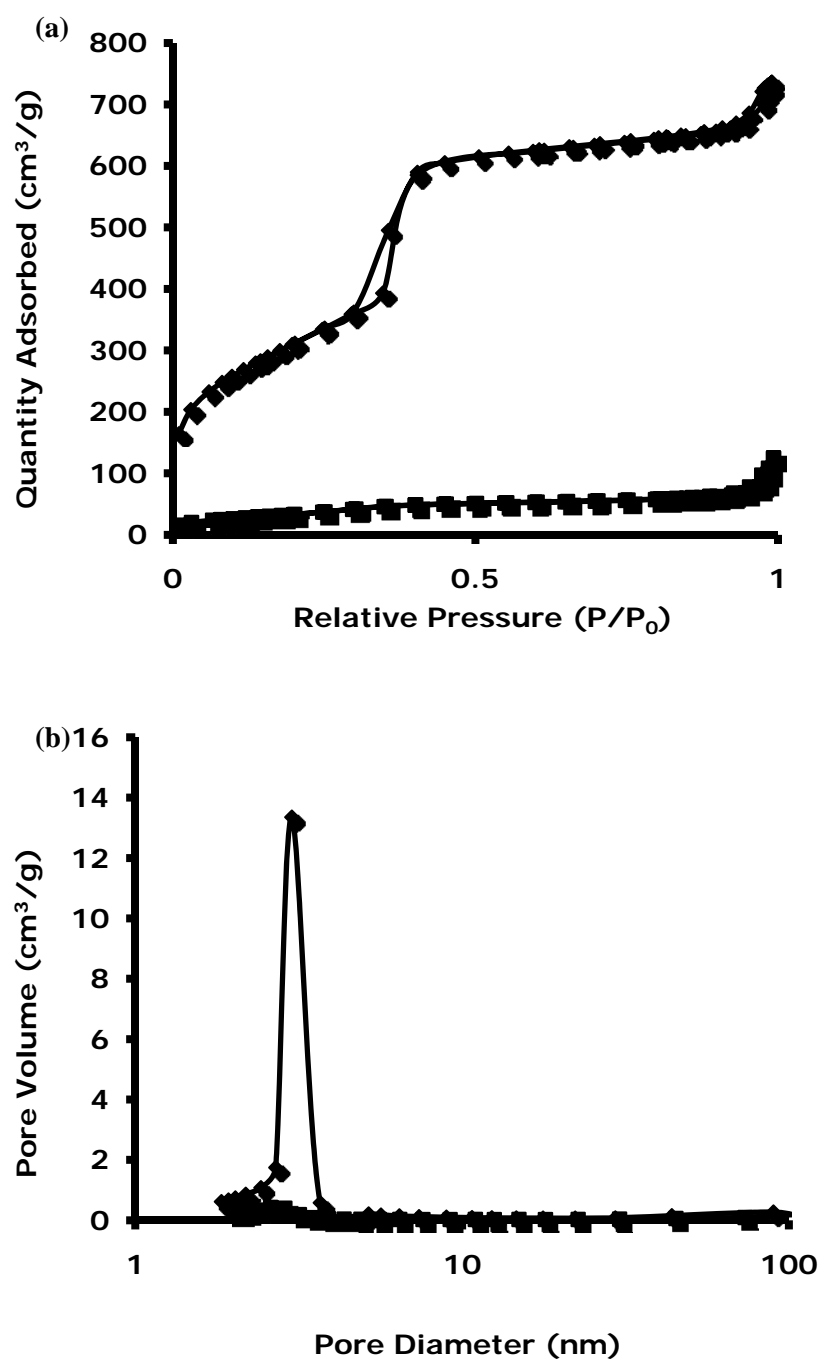 (a)
800
700
600
500
400
300
200
100
0
Quantity Adsorbed (cm³/g)
0 0.5 1
Relative Pressure (P/P₀)
(b)
16
14
12
10
8
6
4
2
0
Pore Volume (cm³/g)
1 10 100
Pore Diameter (nm)